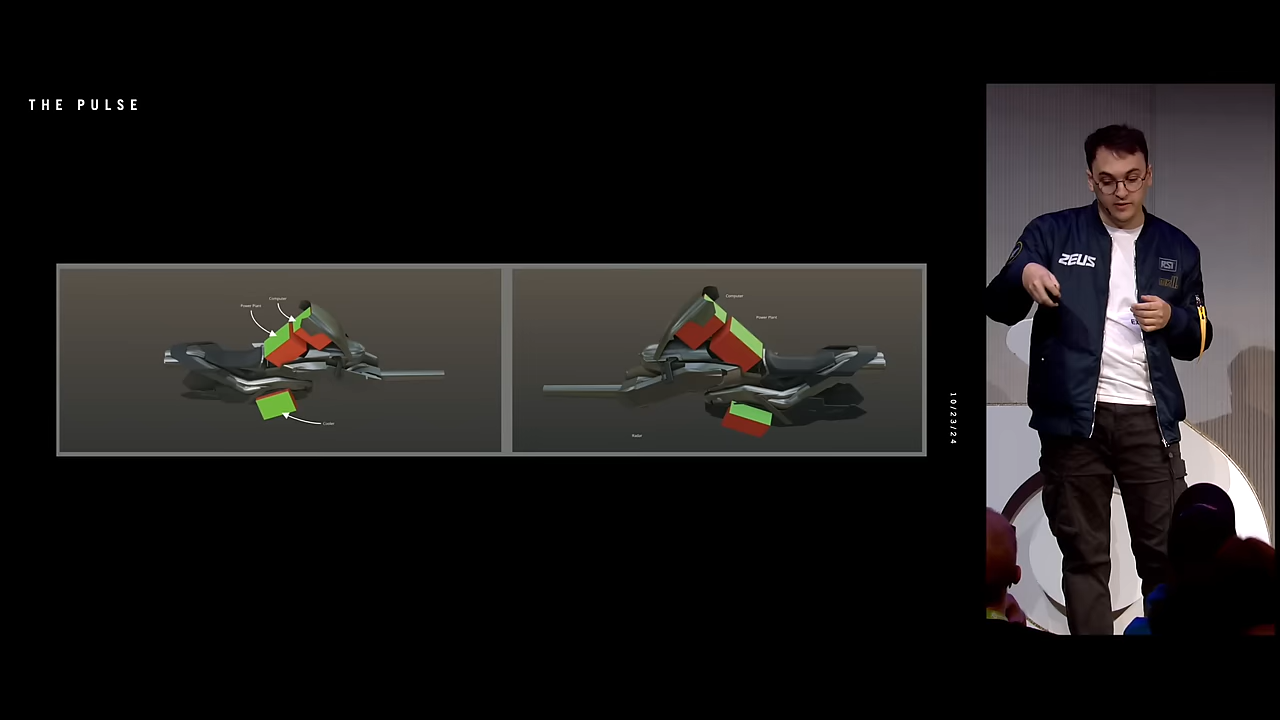 THE PULSE
Computer
Power Plant
Cooler
Computer
Power Plant
Radar
10/23/24
ZEUS
RSI